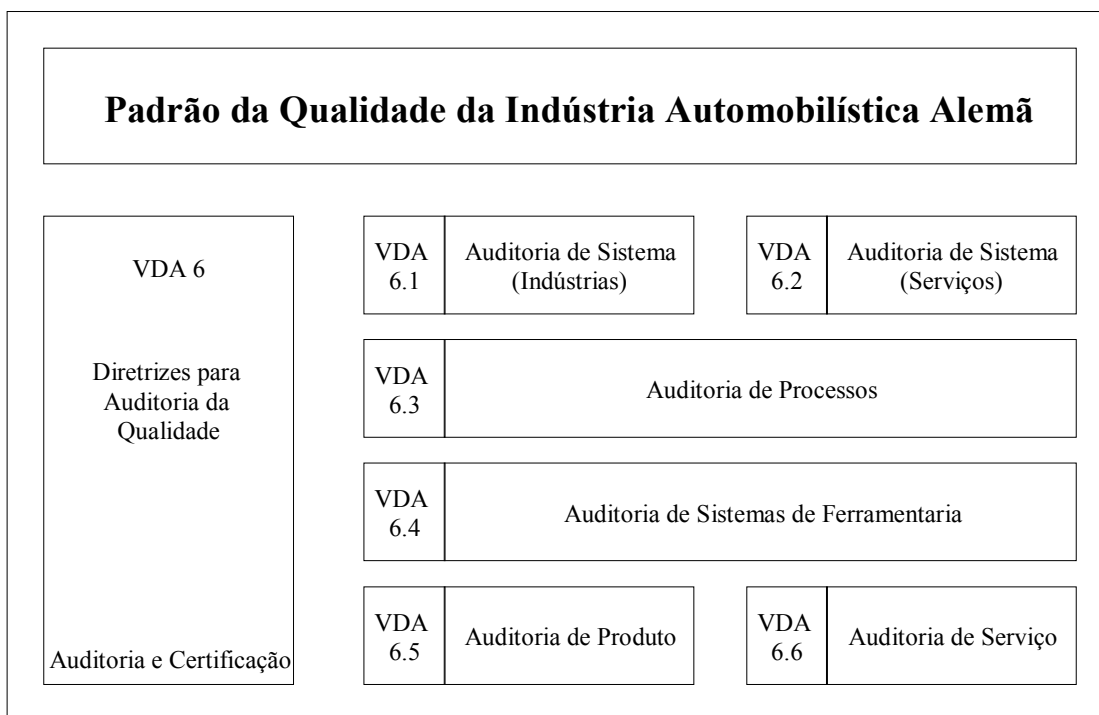 Padrão da Qualidade da Indústria Automobilística Alemã
VDA 6
Diretrizes para
Auditoria da
Qualidade
Auditoria e Certificação
VDA
6.1
Auditoria de Sistema
(Indústrias)
VDA
6.2
Auditoria de Sistema
(Serviços)
VDA
6.3
Auditoria de Processos
VDA
6.4
Auditoria de Sistemas de Ferramentaria
VDA
6.5
Auditoria de Produto
VDA
6.6
Auditoria de Serviço